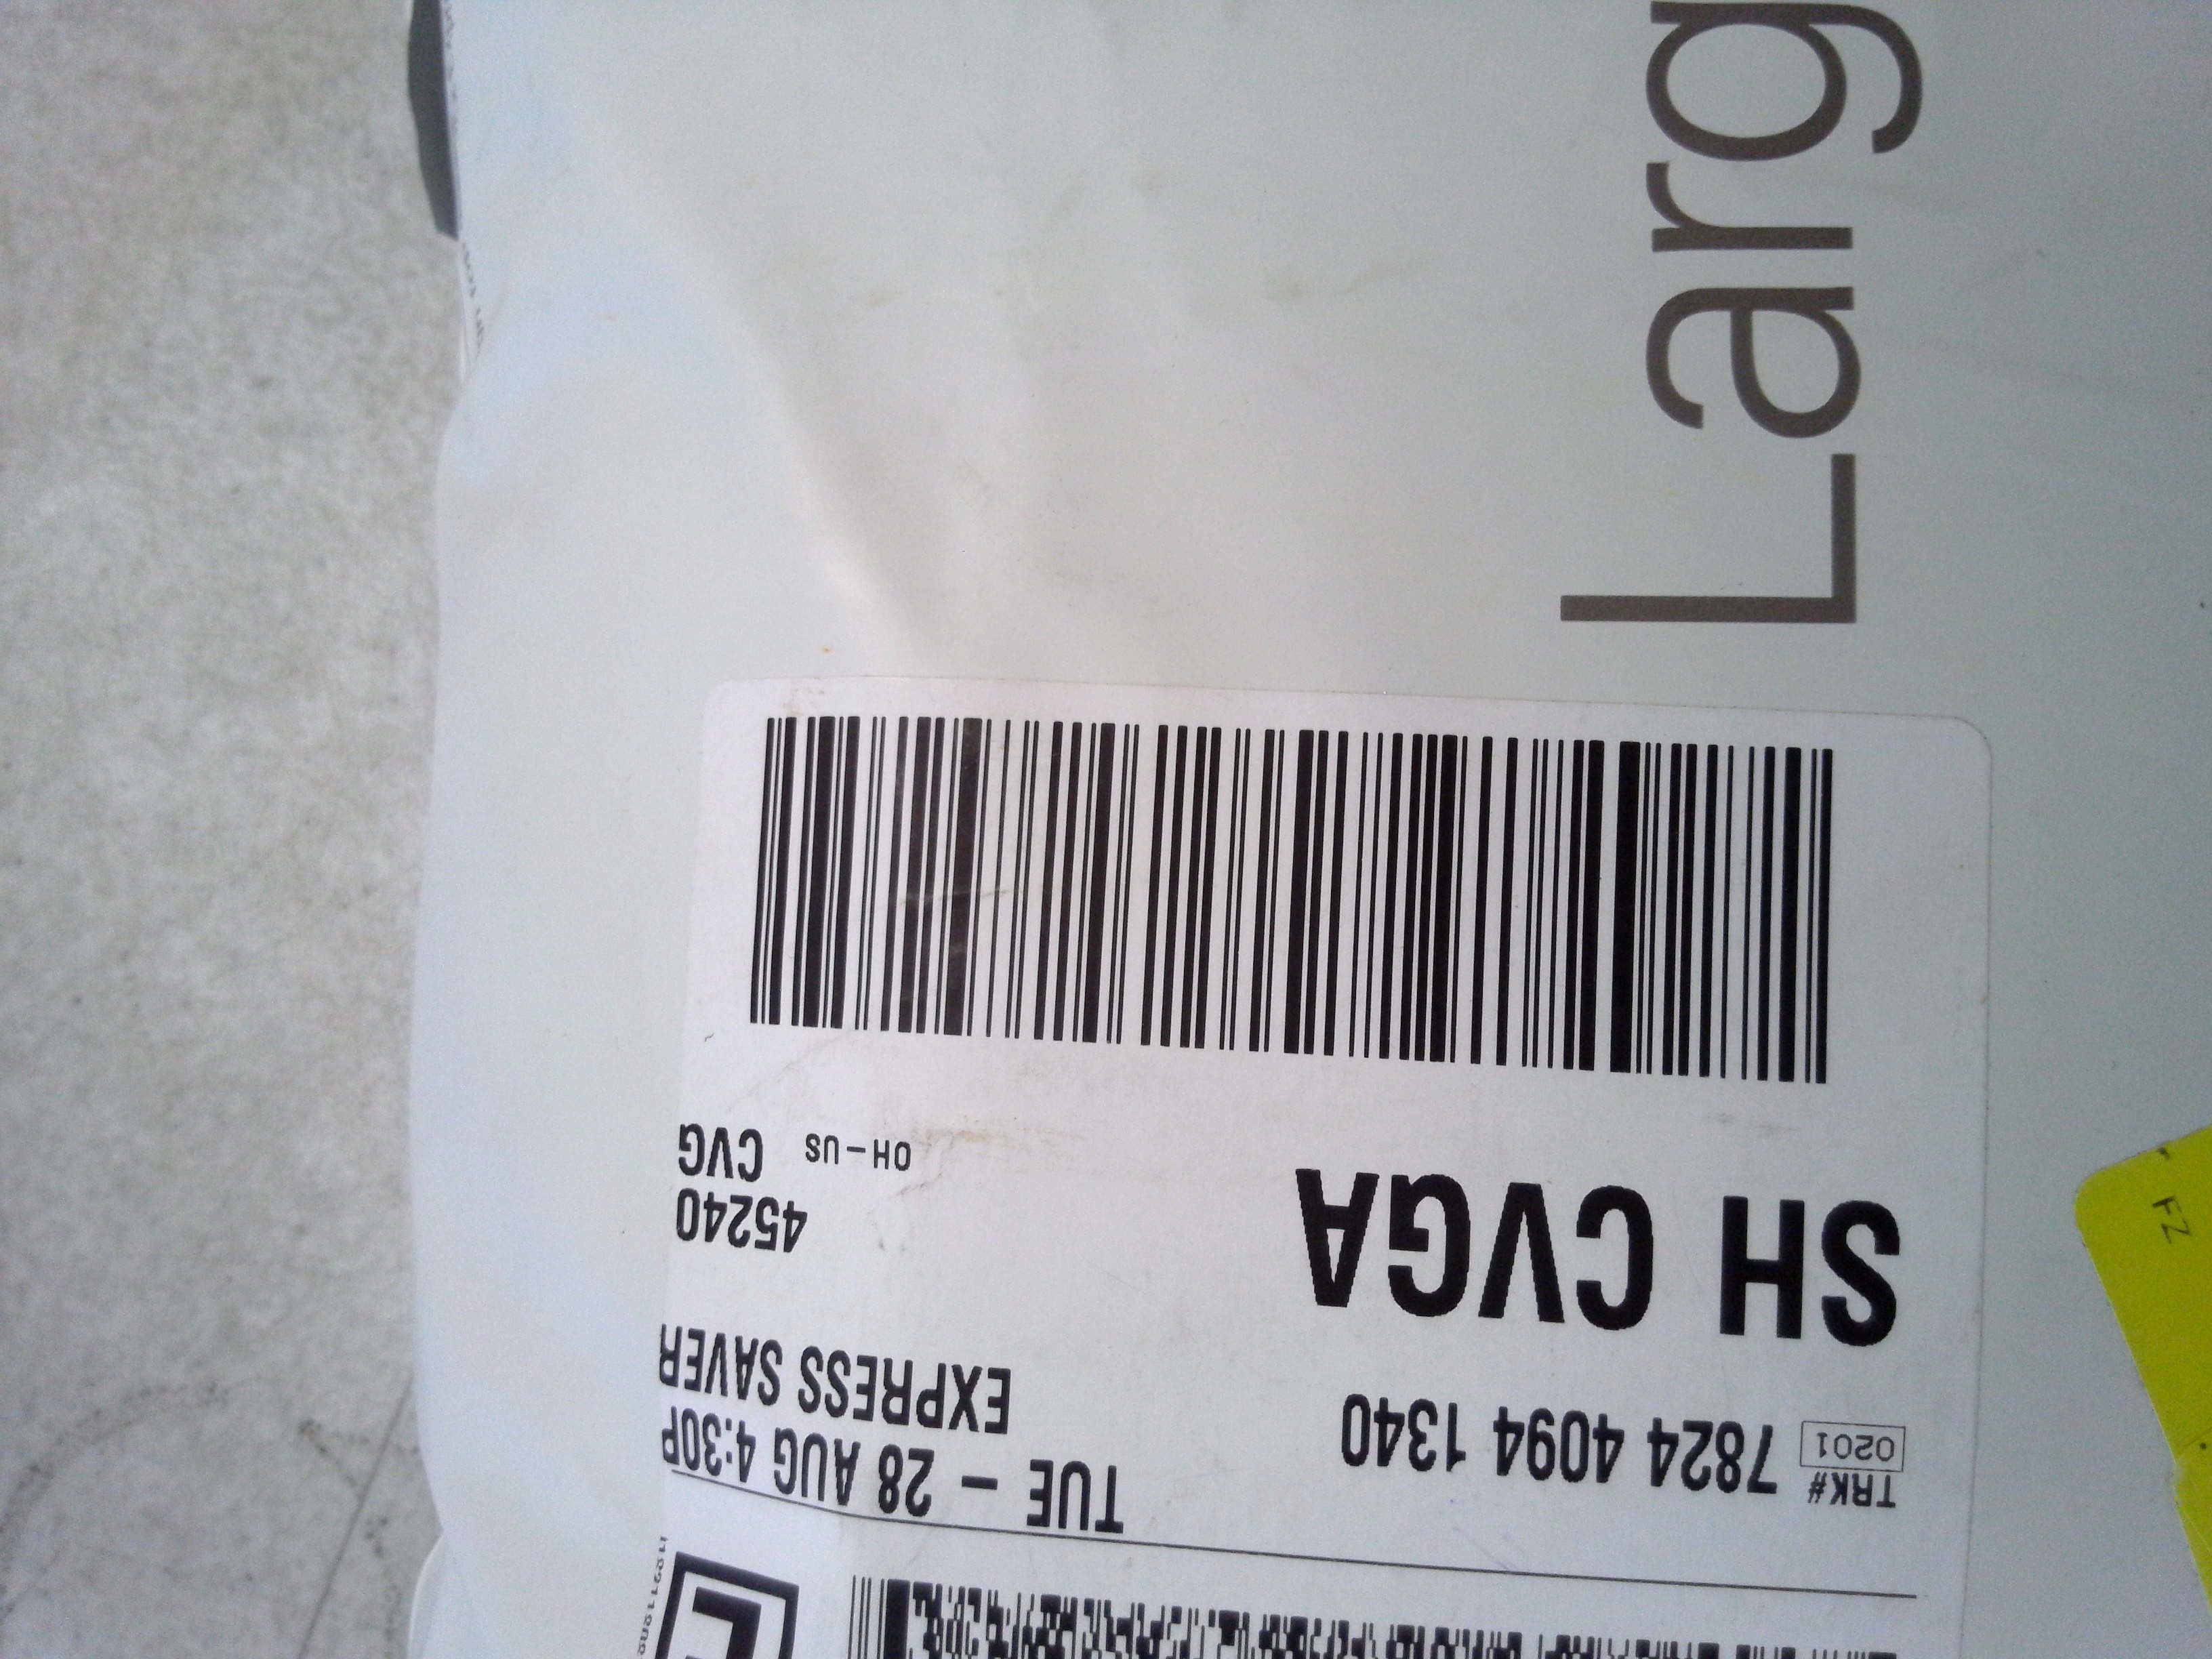 Larg
TRK#
0201
7824 4094 1340
TUE - 28 AUG 4:30P
EXPRESS SAVER
SH CVGA
45240
OH-US
CVG
FZ